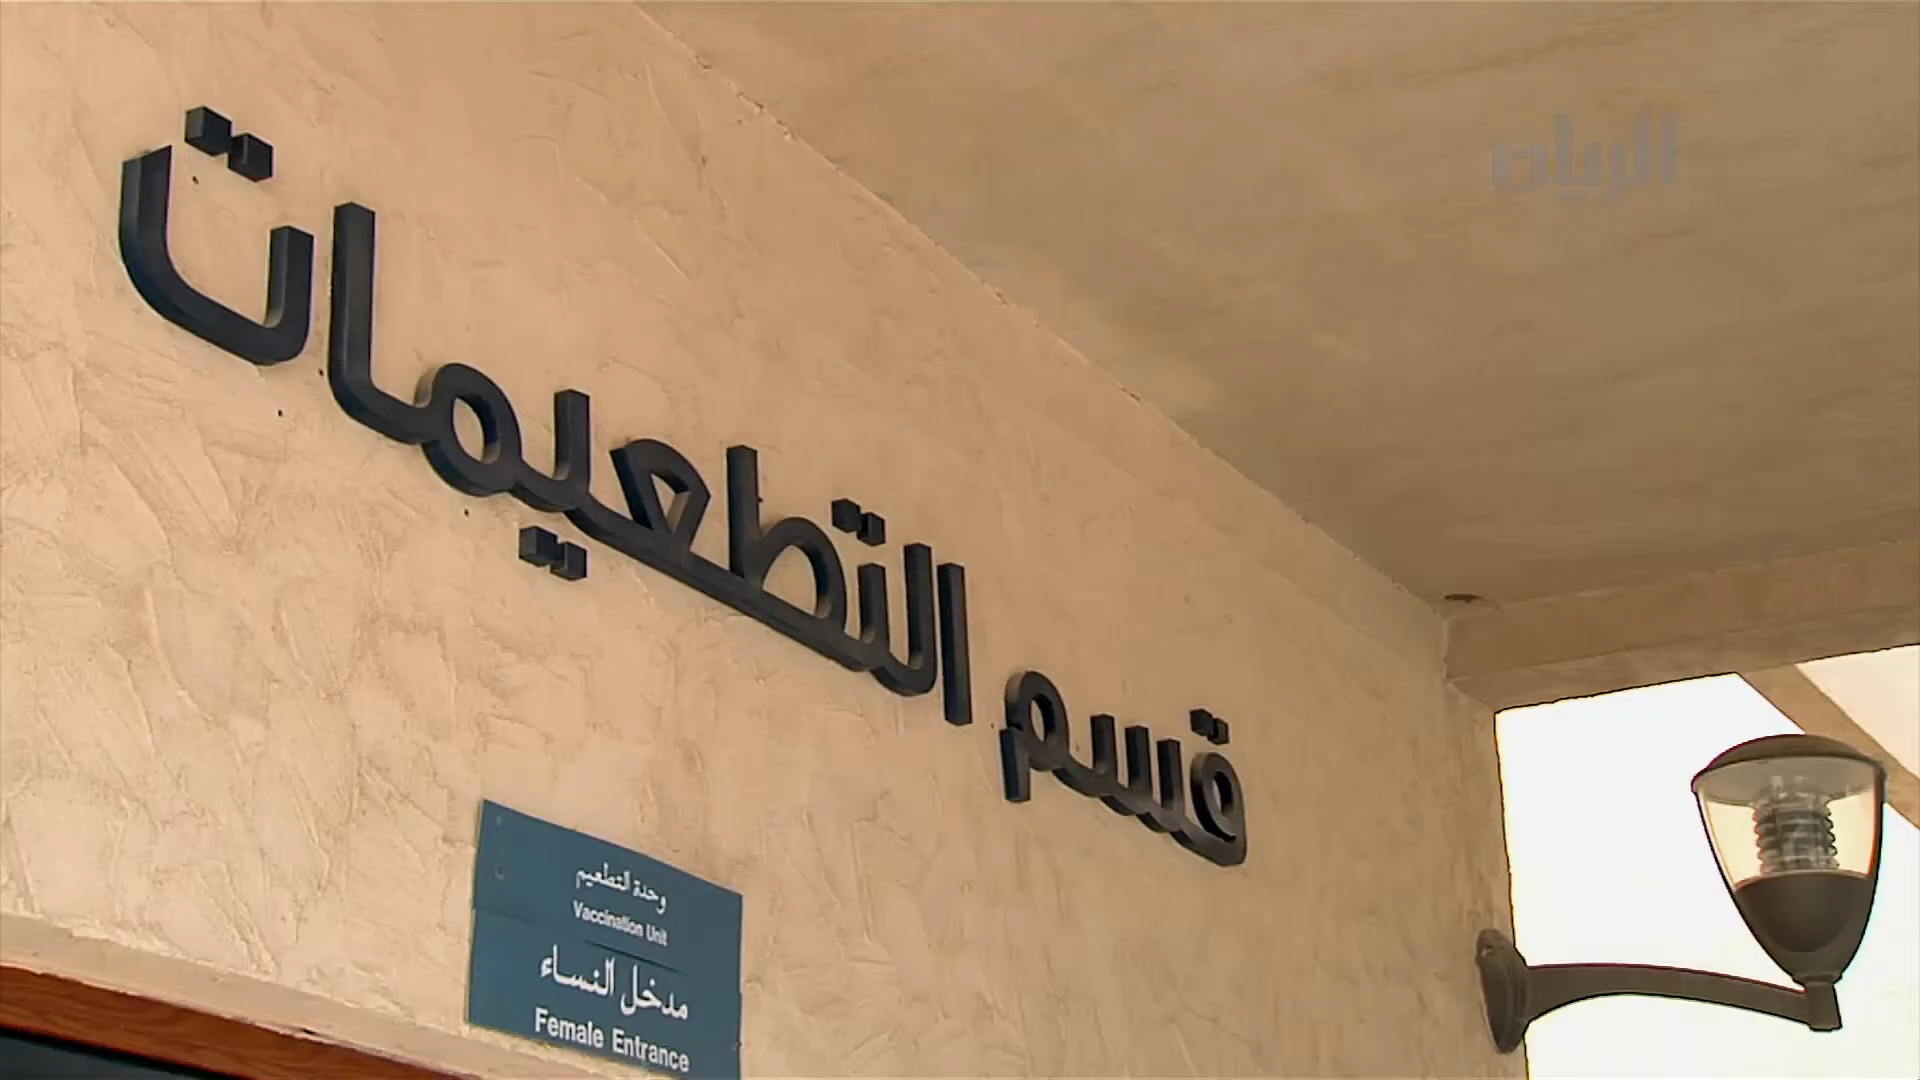 الريان
قسم التطعيمات
وحدة التطعيم
Vaccination Unit
مدخل النساء
Female Entrance